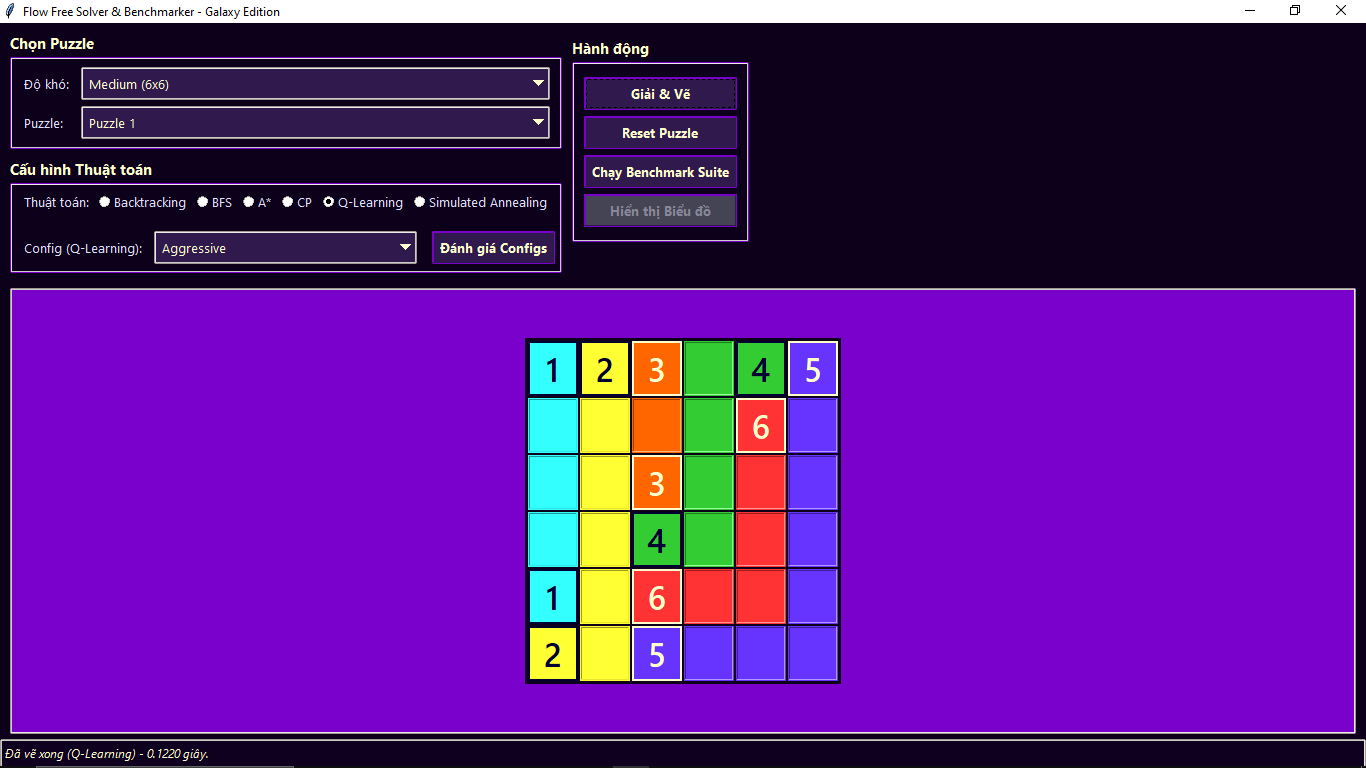 Flow Free Solver & Benchmarker - Galaxy Edition
Chọn Puzzle
Độ khó: Medium (6x6)
Puzzle: Puzzle 1
Cấu hình Thuật toán
Thuật toán: Backtracking BFS A* CP Q-Learning Simulated Annealing
Config (Q-Learning): Aggressive Đánh giá Configs
Hành động
Giải & Vẽ
Reset Puzzle
Chạy Benchmark Suite
Hiển thị Biểu đồ
1 2 3 4 5
6
3
4
1 6
2 5
Đã vẽ xong (Q-Learning) - 0.1220 giây.